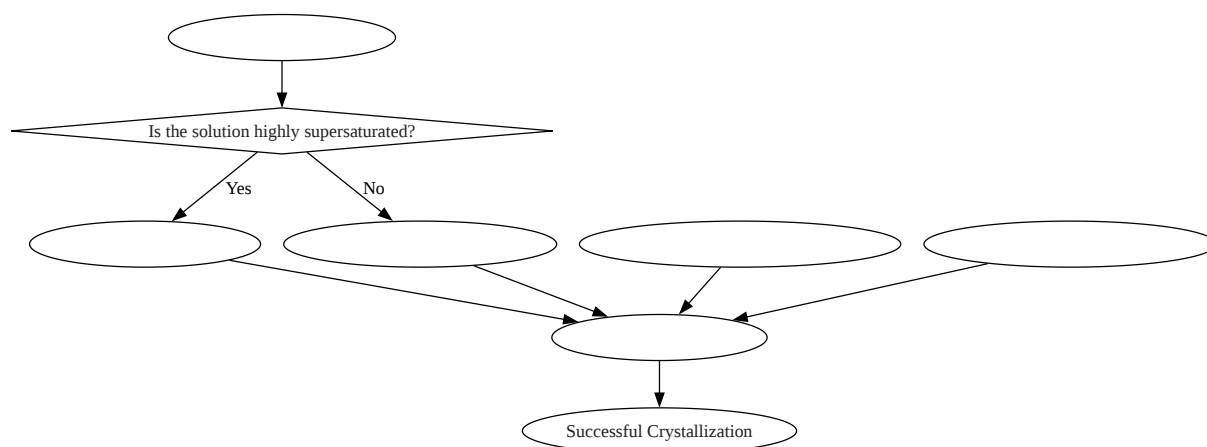 Is the solution highly supersaturated?
Yes
No
Successful Crystallization